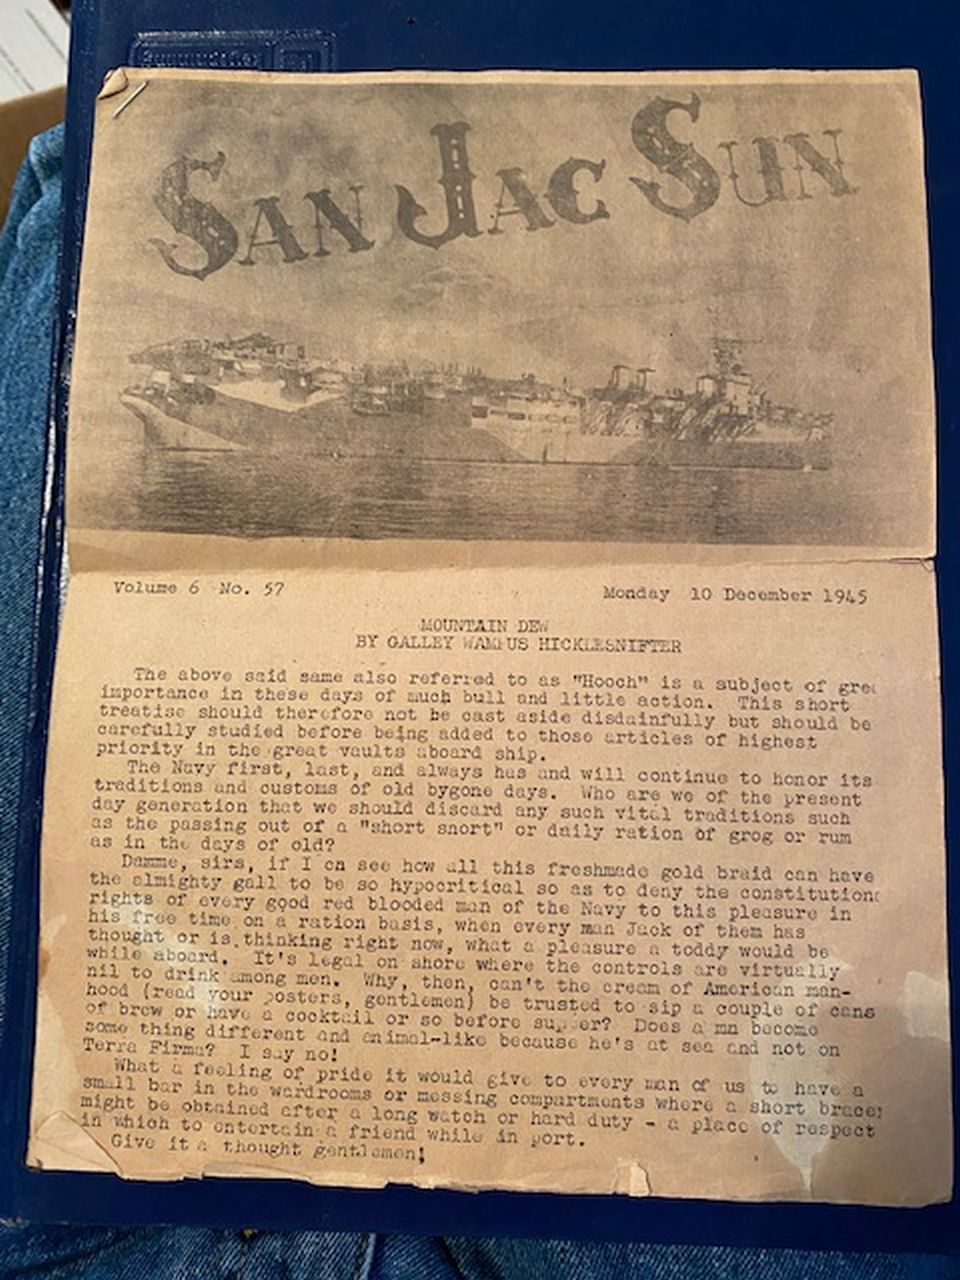 SAN JAC SUN
Volume 6 No. 57
Monday 10 December 1945
MOUNTAIN DEW
BY GALLEY WAMPUS HICKLESNIFTER
The above said same also referred to as "Hooch" is a subject of
importance in these days of much bull and little action. This short
treatise should therefore not be cast aside disdainfully but should be
carefully studied before being added to those articles of highest
priority in the great vaults aboard ship.
The Navy first, last, and always has and will continue to honor its
traditions and customs of old bygone days. Who are we of the present
day generation that we should discard any such vital traditions such
as the passing out of a "short snort" or daily ration of grog or rum
as in the days of old?
Damme, sirs, if I cn see how all this freshmade gold braid can have
the almighty gall to be so hypocritical so as to deny the constitutiona
rights of every good red blooded man of the Navy to this pleasure in
his free time on a ration basis, when every man Jack of them has
thought or is thinking right now, what a pleasure a toddy would be
while aboard. It's legal on shore where the controls are virtually
nil to drink among men. Why, then, can't the cream of American man-
hood (read your posters, gentlemen) be trusted to sip a couple of cans
of brew or have a cocktail or so before supper? Does a mn become
some thing different and animal-like because he's at sea and not on
Terra Firma? I say no!
What a feeling of pride it would give to every man of us to have a
small bar in the wardrooms or messing compartments where a short bracer
might be obtained after a long watch or hard duty - a place of respect
in which to entertain a friend while in port.
Give it a thought gentlemen!